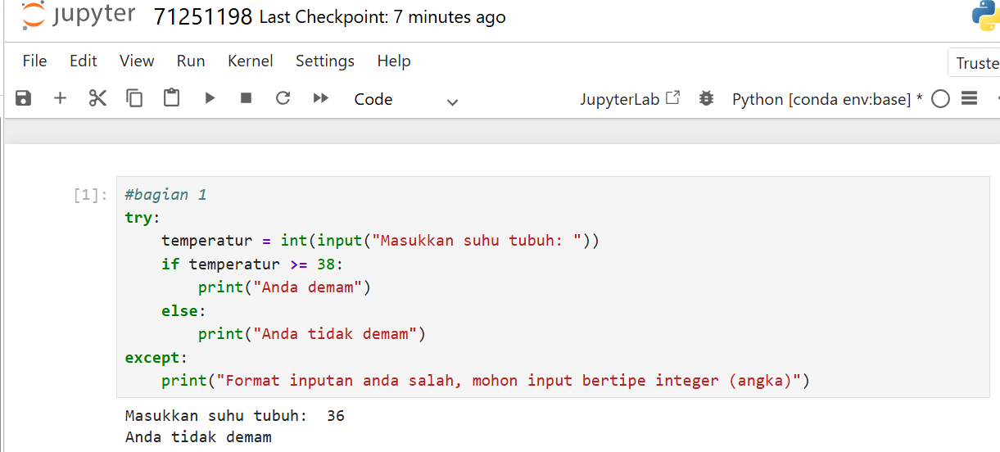 jupyter 71251198 Last Checkpoint: 7 minutes ago
File Edit View Run Kernel Settings Help
Truste
Code JupyterLab Python [conda env:base] *
[1]: #bagian 1
try:
    temperatur = int(input("Masukkan suhu tubuh: "))
    if temperatur >= 38:
        print("Anda demam")
    else:
        print("Anda tidak demam")
except:
    print("Format inputan anda salah, mohon input bertipe integer (angka)")
Masukkan suhu tubuh:  36
Anda tidak demam